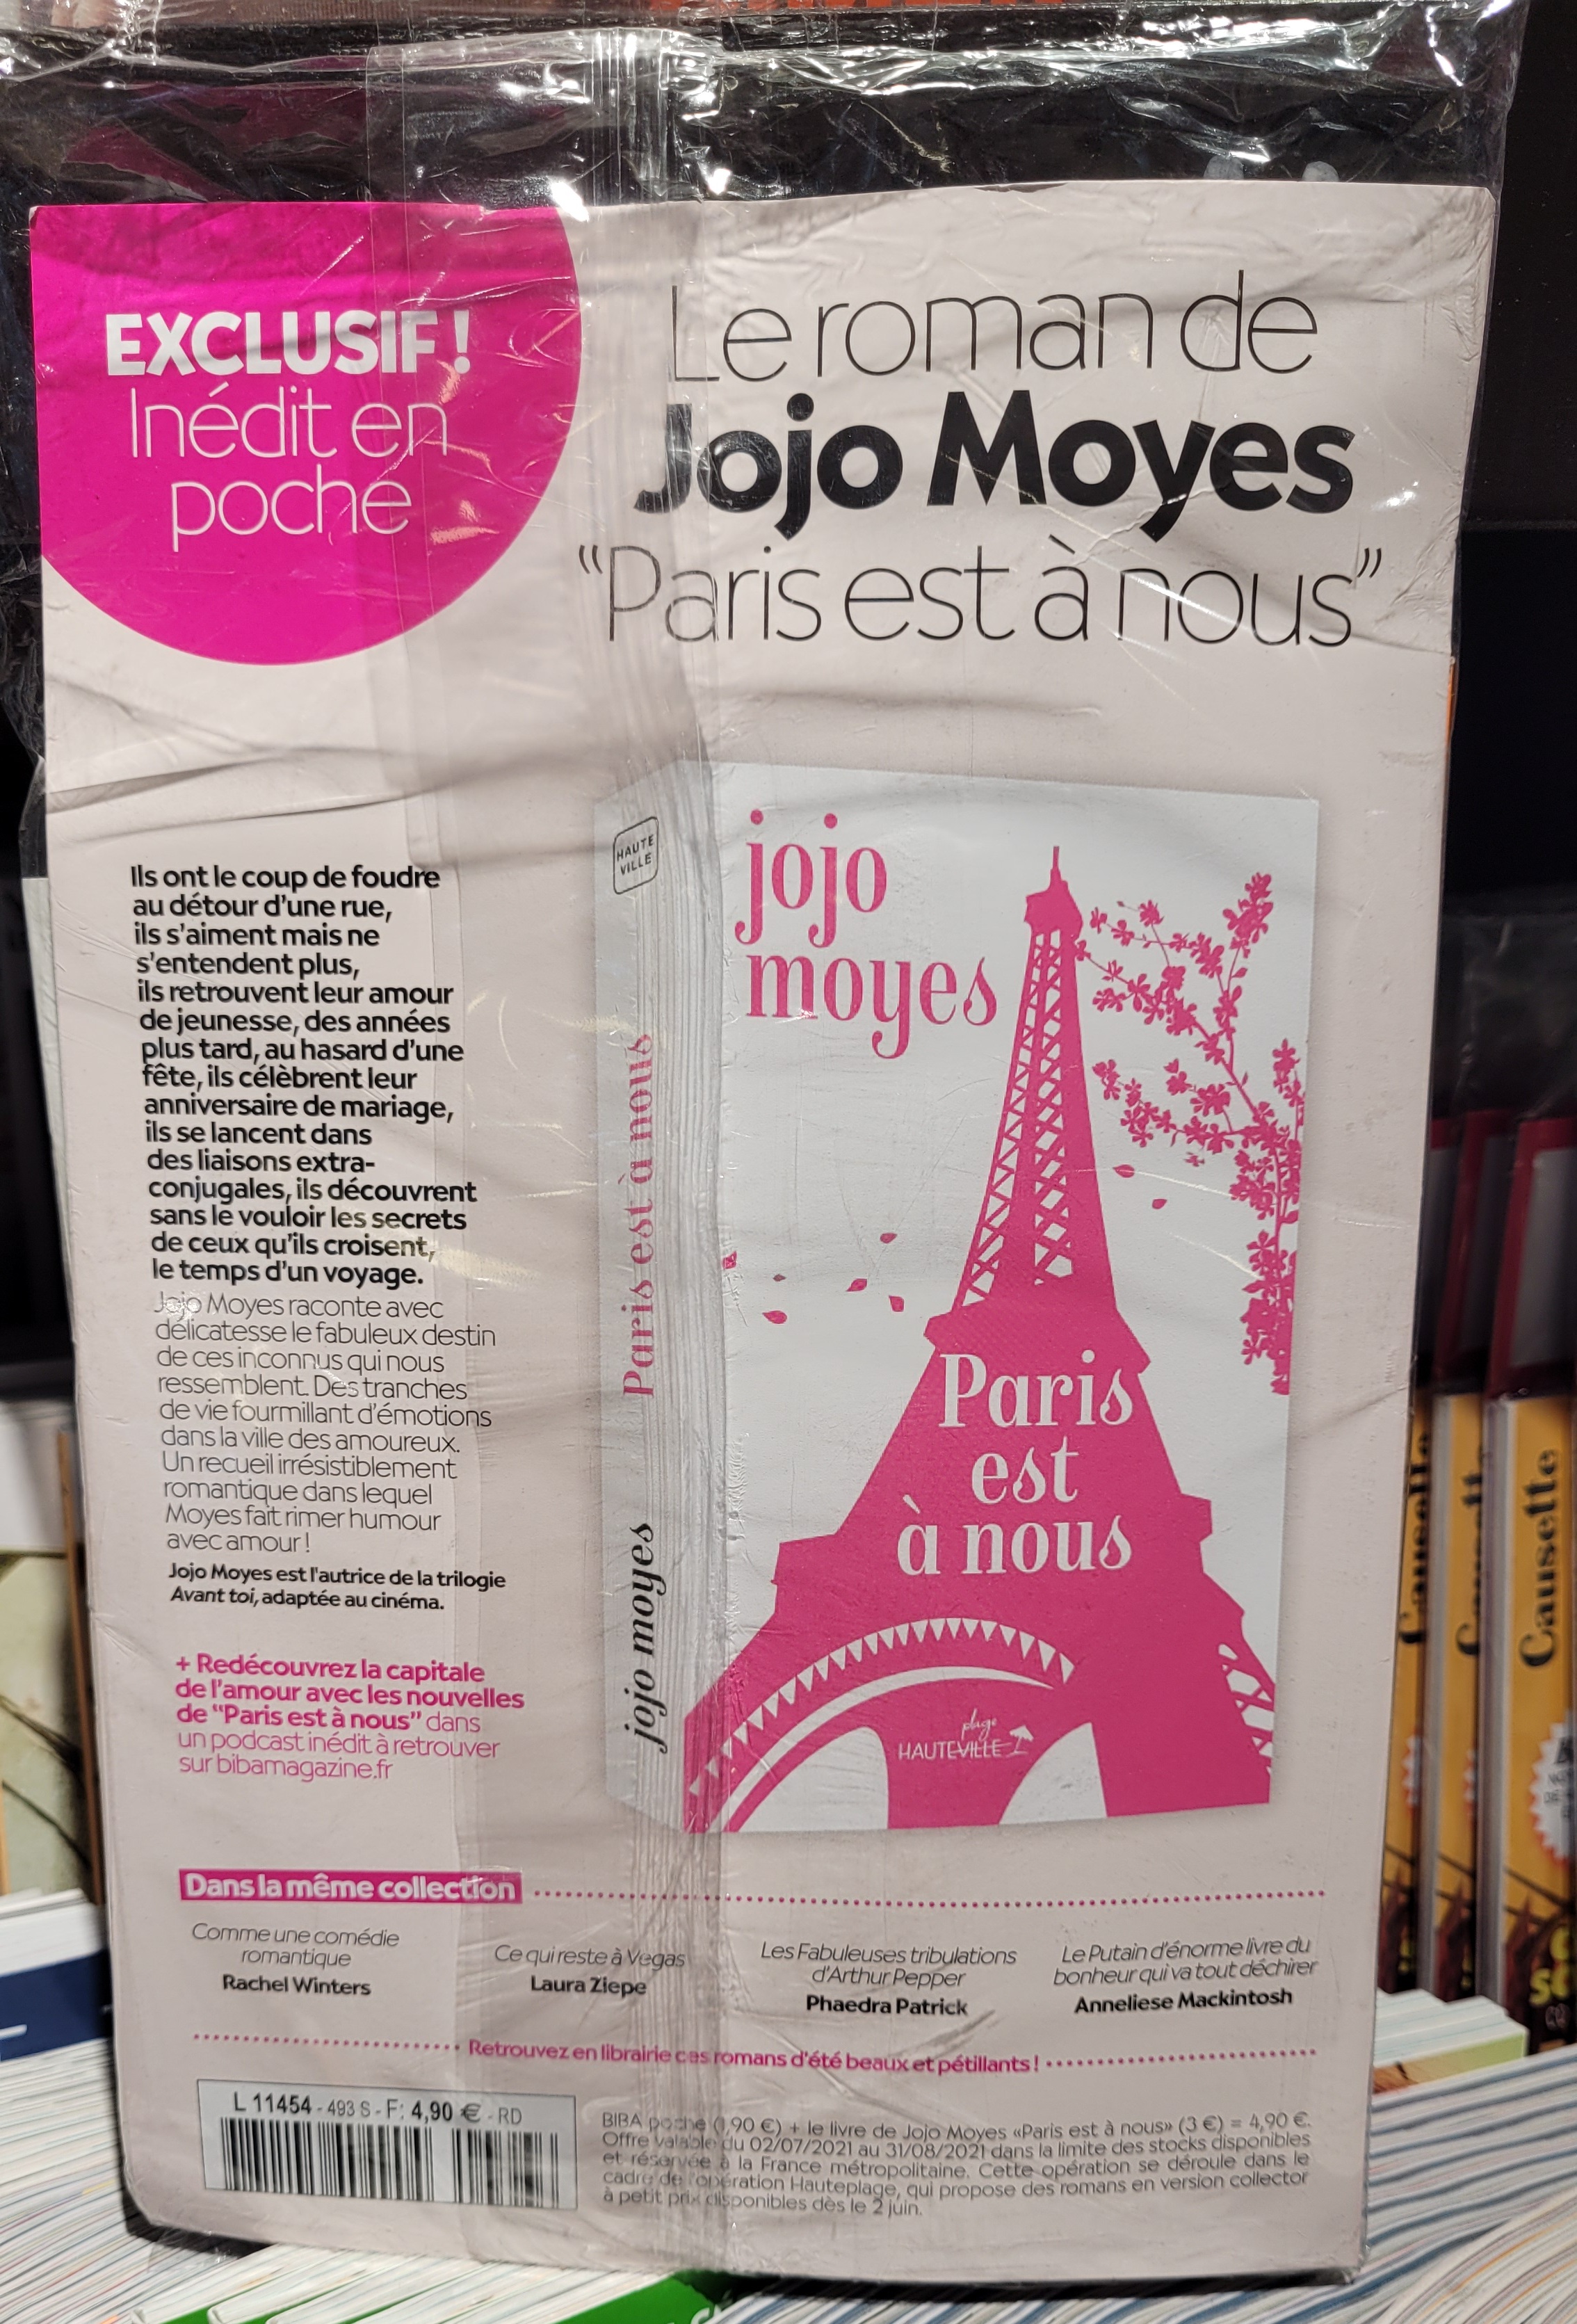 EXCLUSIF !
Inédit en
poche
Le roman de
Jojo Moyes
“Paris est à nous”
Ils ont le coup de foudre
au détour d'une rue,
ils s'aiment mais ne
s'entendent plus,
ils retrouvent leur amour
de jeunesse, des années
plus tard, au hasard d'une
fête, ils célèbrent leur
anniversaire de mariage,
ils se lancent dans
des liaisons extra-
conjugales, ils découvrent
sans le vouloir les secrets
de ceux qu'ils croisent,
le temps d'un voyage.
Jojo Moyes raconte avec
délicatesse le fabuleux destin
de ces inconnus qui nous
ressemblent. Des tranches
de vie fourmillant d'émotions
dans la ville des amoureux.
Un recueil irrésistiblement
romantique dans lequel
Moyes fait rimer humour
avec amour !
Jojo Moyes est l'autrice de la trilogie
Avant toi, adaptée au cinéma.
+ Redécouvrez la capitale
de l'amour avec les nouvelles
de “Paris est à nous” dans
un podcast inédit à retrouver
sur bibamagazine.fr
HAUTE
VILLE
Paris est à nous
jojo moyes
jojo
moyes
Paris
est
à nous
plage
HAUTEVILLE
Dans la même collection
Comme une comédie
romantique
Rachel Winters
Ce qui reste à Vegas
Laura Ziepe
Les Fabuleuses tribulations
d'Arthur Pepper
Phaedra Patrick
Le Putain d'énorme livre du
bonheur qui va tout déchirer
Anneliese Mackintosh
Retrouvez en librairie ces romans d'été beaux et pétillants !
L 11454 - 493 S - F: 4,90 € - RD
BIBA poche (1,90 €) + le livre de Jojo Moyes «Paris est à nous» (3 €) = 4,90 €.
Offre valable du 02/07/2021 au 31/08/2021 dans la limite des stocks disponibles
et réservée à la France métropolitaine. Cette opération se déroule dans le
cadre de l'opération Hauteplage, qui propose des romans en version collector
à petit prix disponibles dès le 2 juin.
Causette
Causette
Causette